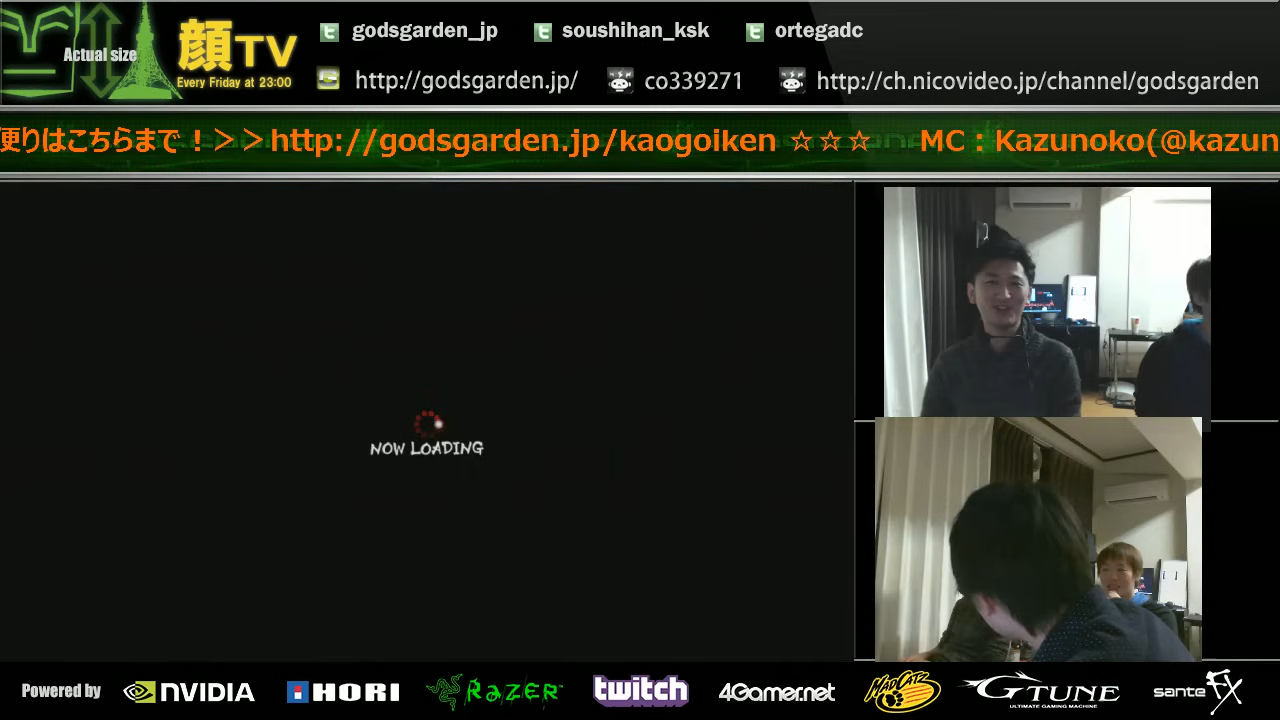 Actual size
顔TV
Every Friday at 23:00
godsgarden_jp
soushihan_ksk
ortegadc
http://godsgarden.jp/
co339271
http://ch.nicovideo.jp/channel/godsgarden
便りはこちらまで！＞＞http://godsgarden.jp/kaogoiken ☆☆☆ MC：Kazunoko(@kazun
NOW LOADING
Powered by
NVIDIA
HORI
RAZER
twitch
4Gamer.net
MADCATZ
G TUNE
ULTIMATE GAMING MACHINE
sante FX